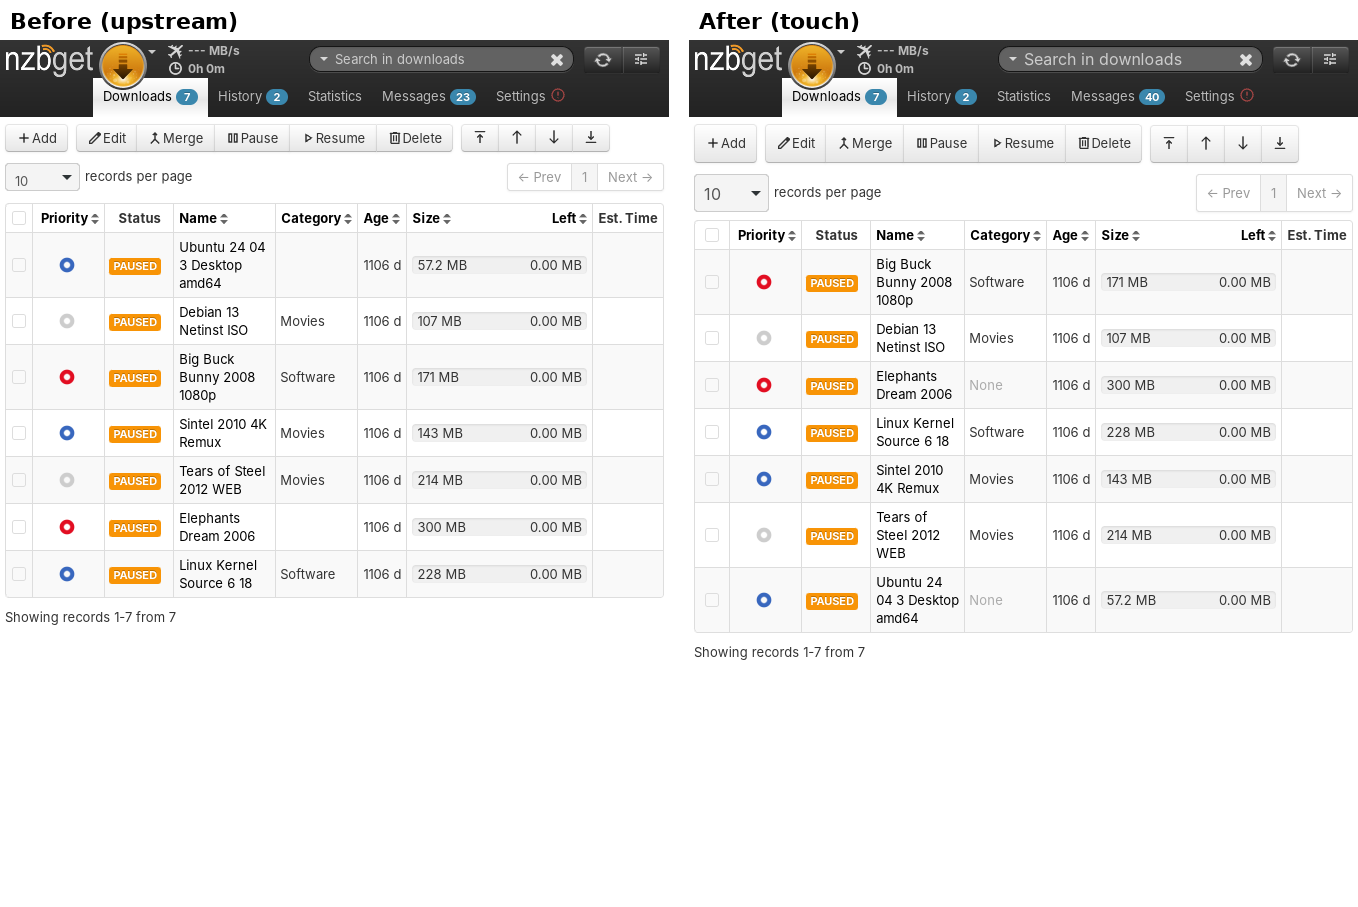 Before (upstream)
nzbget
--- MB/s
0h 0m
Search in downloads
Downloads 7 History 2 Statistics Messages 23 Settings
Add Edit Merge Pause Resume Delete
10 records per page
← Prev 1 Next →
Priority Status Name Category Age Size Left Est. Time
PAUSED Ubuntu 24 04 1106 d 57.2 MB 0.00 MB
3 Desktop
amd64
PAUSED Debian 13 Movies 1106 d 107 MB 0.00 MB
Netinst ISO
PAUSED Big Buck Software 1106 d 171 MB 0.00 MB
Bunny 2008
1080p
PAUSED Sintel 2010 4K Movies 1106 d 143 MB 0.00 MB
Remux
PAUSED Tears of Steel Movies 1106 d 214 MB 0.00 MB
2012 WEB
PAUSED Elephants 1106 d 300 MB 0.00 MB
Dream 2006
PAUSED Linux Kernel Software 1106 d 228 MB 0.00 MB
Source 6 18
Showing records 1-7 from 7
After (touch)
nzbget
--- MB/s
0h 0m
Search in downloads
Downloads 7 History 2 Statistics Messages 40 Settings
Add Edit Merge Pause Resume Delete
10 records per page
← Prev 1 Next →
Priority Status Name Category Age Size Left Est. Time
PAUSED Big Buck Software 1106 d 171 MB 0.00 MB
Bunny 2008
1080p
PAUSED Debian 13 Movies 1106 d 107 MB 0.00 MB
Netinst ISO
PAUSED Elephants None 1106 d 300 MB 0.00 MB
Dream 2006
PAUSED Linux Kernel Software 1106 d 228 MB 0.00 MB
Source 6 18
PAUSED Sintel 2010 Movies 1106 d 143 MB 0.00 MB
4K Remux
PAUSED Tears of Movies 1106 d 214 MB 0.00 MB
Steel 2012
WEB
PAUSED Ubuntu 24 None 1106 d 57.2 MB 0.00 MB
04 3 Desktop
amd64
Showing records 1-7 from 7